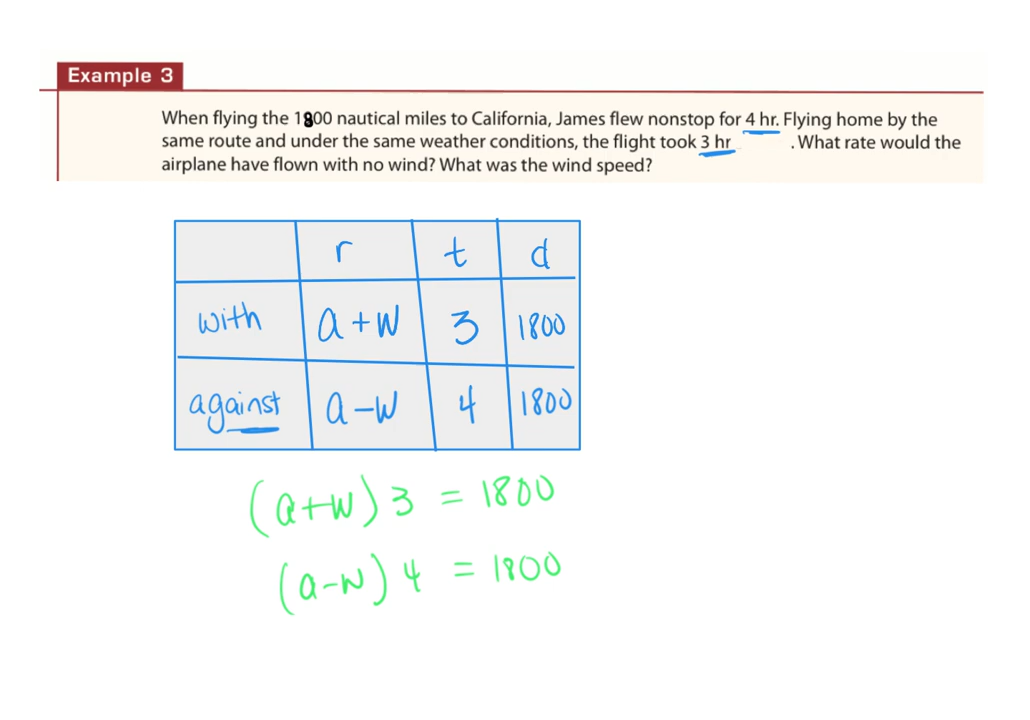 Example 3
When flying the 1800 nautical miles to California, James flew nonstop for 4 hr. Flying home by the
same route and under the same weather conditions, the flight took 3 hr . What rate would the
airplane have flown with no wind? What was the wind speed?
r t d
with a+w 3 1800
against a-w 4 1800
(a+w) 3 = 1800
(a-w) 4 = 1800